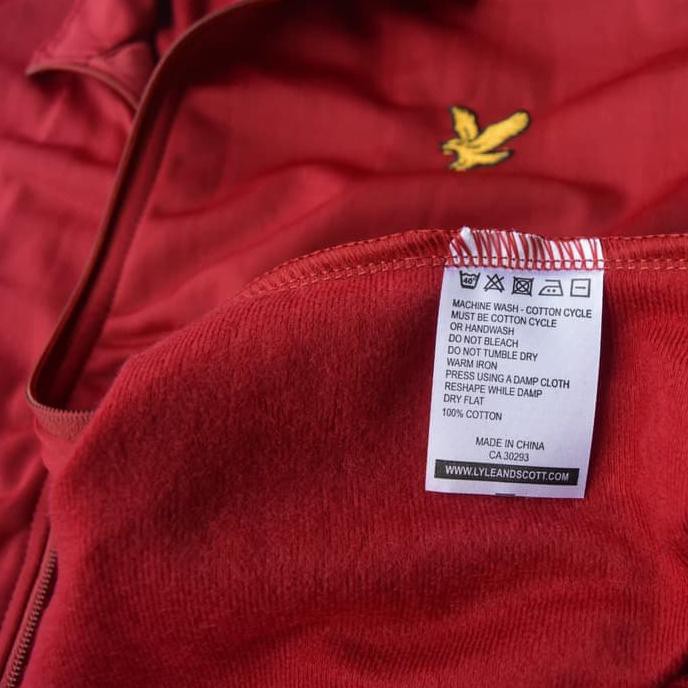 40°
MACHINE WASH - COTTON CYCLE
MUST BE COTTON CYCLE
OR HANDWASH
DO NOT BLEACH
DO NOT TUMBLE DRY
WARM IRON
PRESS USING A DAMP CLOTH
RESHAPE WHILE DAMP
DRY FLAT
100% COTTON
MADE IN CHINA
CA 30293
WWW.LYLEANDSCOTT.COM